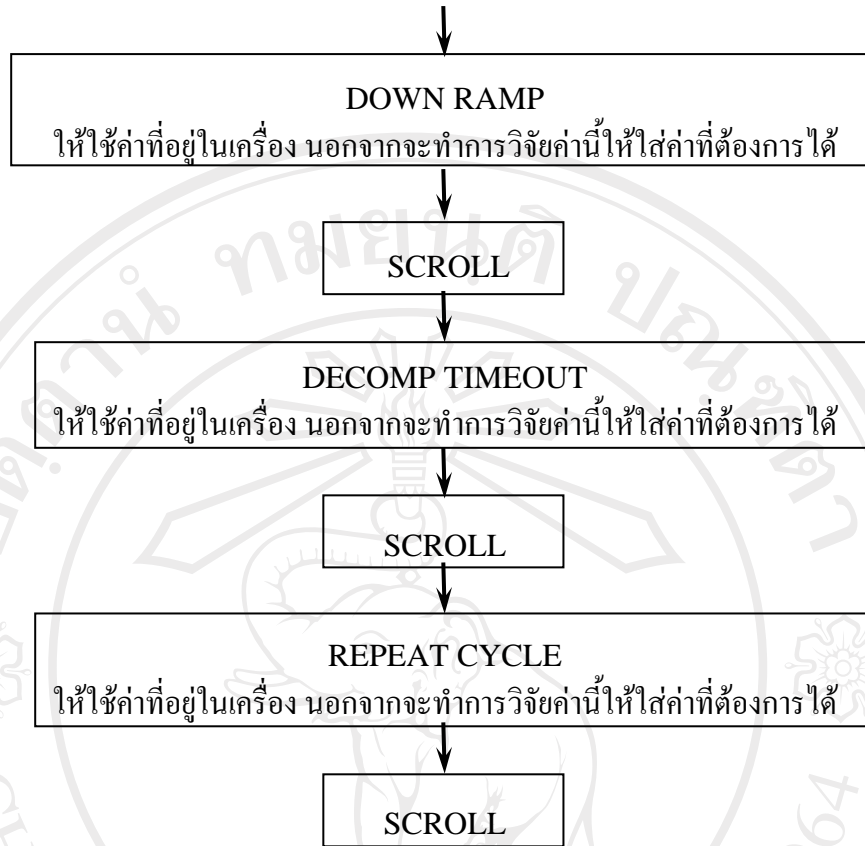 DOWN RAMP
ให้ใช้ค่าที่อยู่ในเครื่อง นอกจากจะทำการวิจัยค่านี้ให้ใส่ค่าที่ต้องการได้
SCROLL
DECOMP TIMEOUT
ให้ใช้ค่าที่อยู่ในเครื่อง นอกจากจะทำการวิจัยค่านี้ให้ใส่ค่าที่ต้องการได้
SCROLL
REPEAT CYCLE
ให้ใช้ค่าที่อยู่ในเครื่อง นอกจากจะทำการวิจัยค่านี้ให้ใส่ค่าที่ต้องการได้
SCROLL